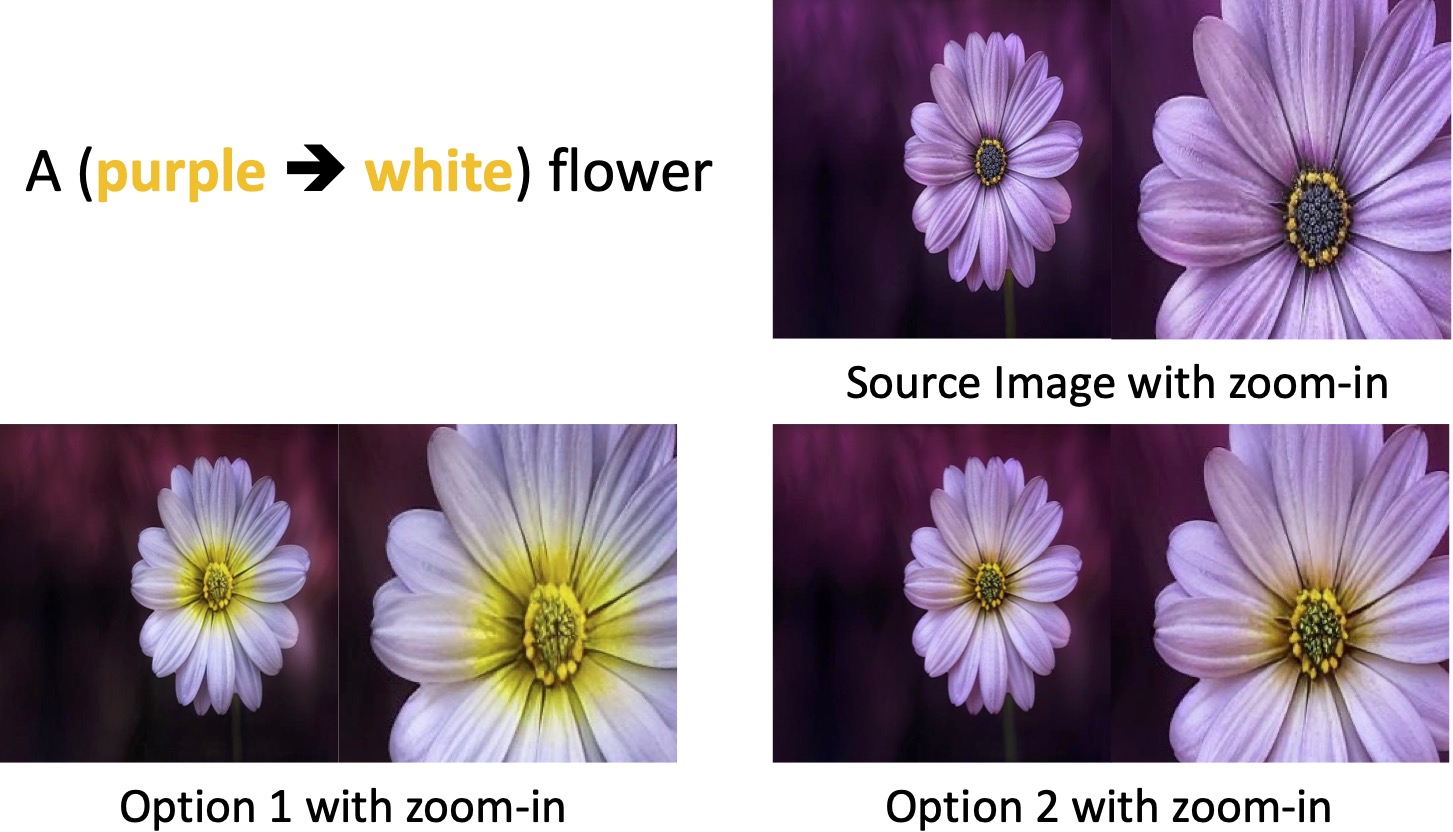 A (purple ➔ white) flower
Source Image with zoom-in
Option 1 with zoom-in
Option 2 with zoom-in